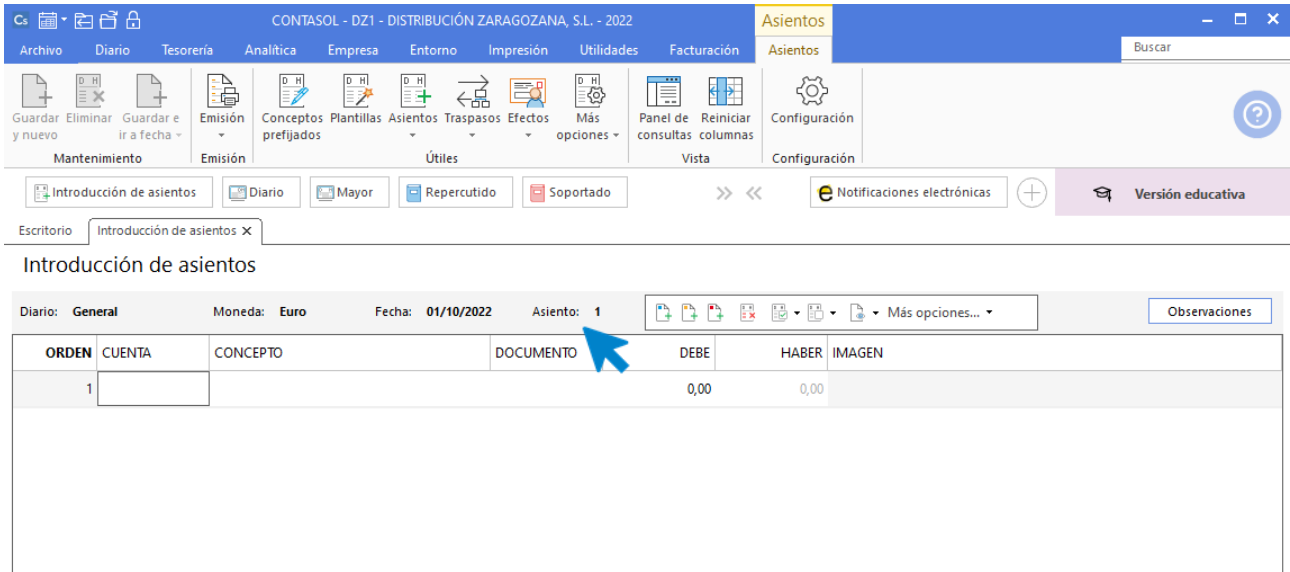 Cs CONTASOL - DZ1 - DISTRIBUCIÓN ZARAGOZANA, S.L. - 2022 Asientos
Archivo Diario Tesorería Analítica Empresa Entorno Impresión Utilidades Facturación Asientos Buscar
D H D H D H D H D H
Guardar Eliminar Guardar e Emisión Conceptos Plantillas Asientos Traspasos Efectos Más Panel de Reiniciar Configuración
y nuevo ir a fecha prefijados opciones consultas columnas
Mantenimiento Emisión Útiles Vista Configuración
Introducción de asientos Diario Mayor Repercutido Soportado Notificaciones electrónicas Versión educativa
Escritorio Introducción de asientos
Introducción de asientos
Diario: General Moneda: Euro Fecha: 01/10/2022 Asiento: 1 Más opciones... Observaciones
ORDEN CUENTA CONCEPTO DOCUMENTO DEBE HABER IMAGEN
1 0,00 0,00